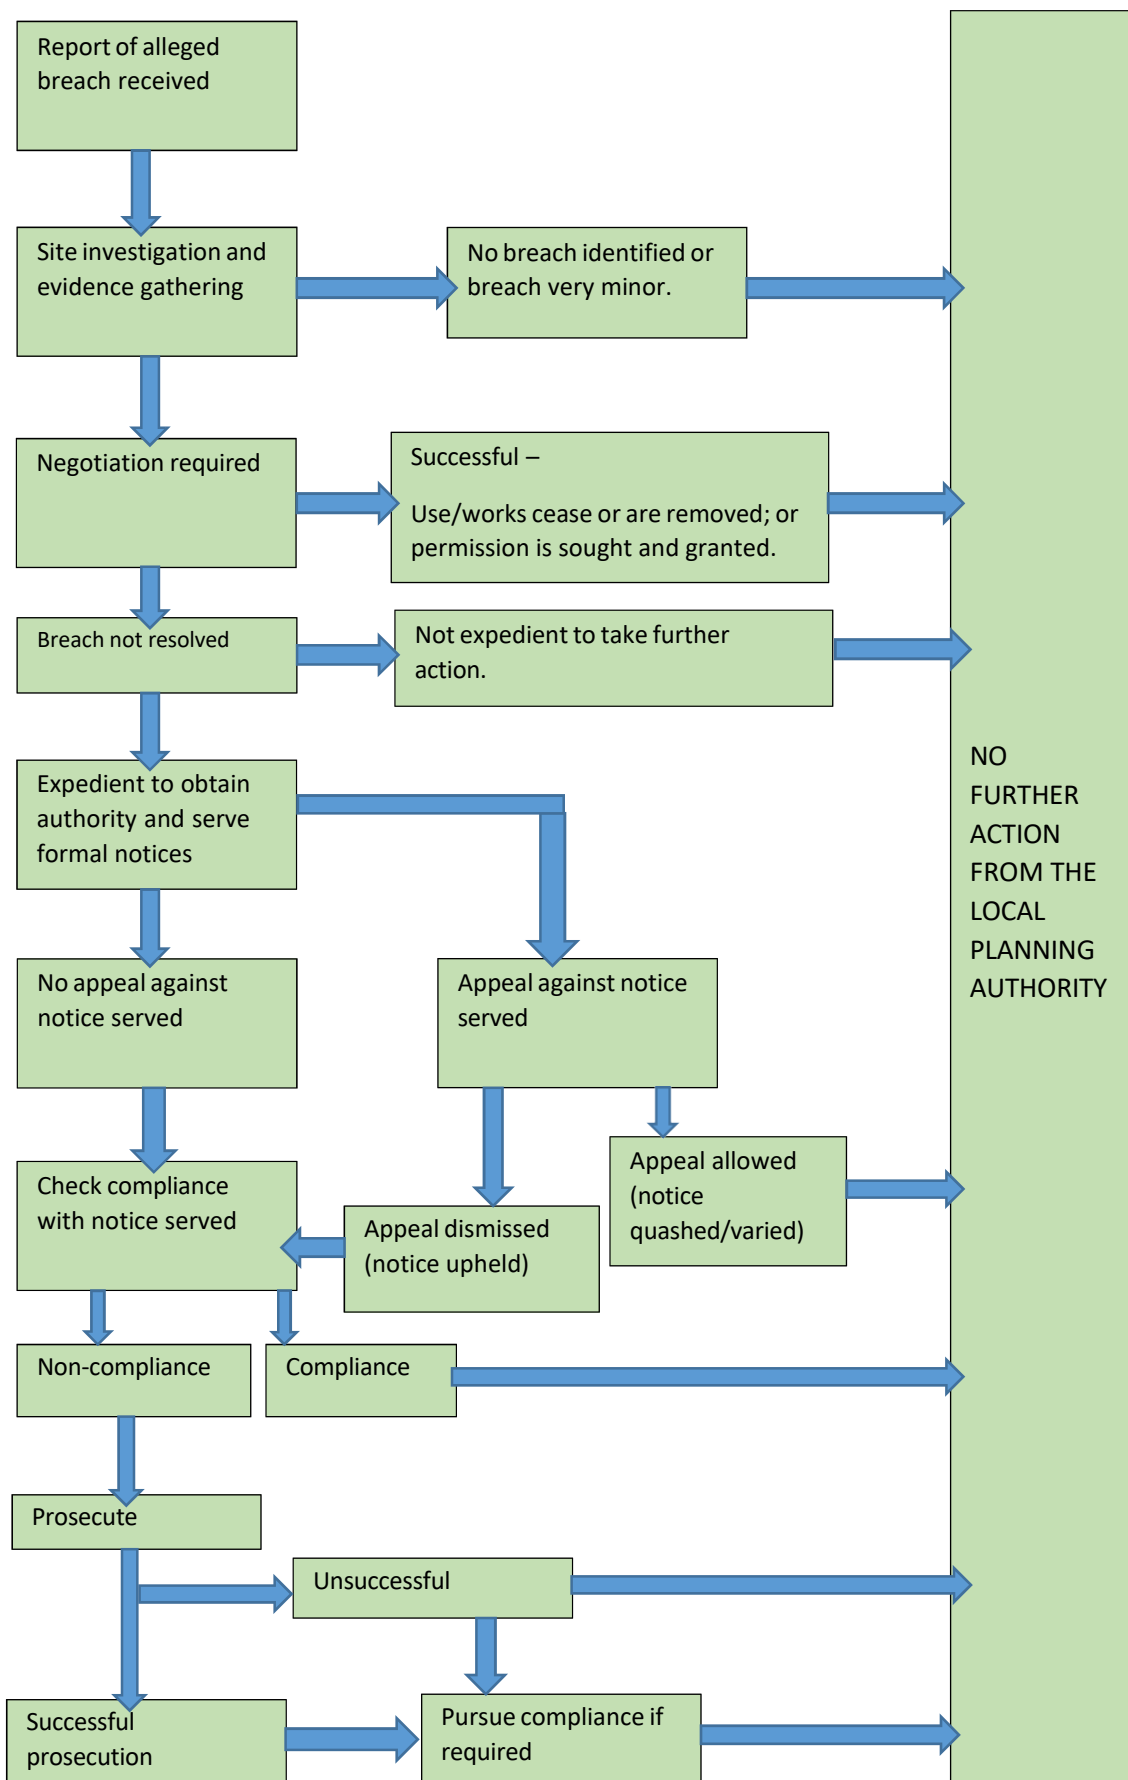 Report of alleged
breach received
Site investigation and
evidence gathering
No breach identified or
breach very minor.
Negotiation required
Successful –
Use/works cease or are removed; or
permission is sought and granted.
Breach not resolved
Not expedient to take further
action.
Expedient to obtain
authority and serve
formal notices
NO
FURTHER
ACTION
FROM THE
LOCAL
PLANNING
AUTHORITY
No appeal against
notice served
Appeal against notice
served
Appeal allowed
(notice
quashed/varied)
Check compliance
with notice served
Appeal dismissed
(notice upheld)
Non-compliance
Compliance
Prosecute
Unsuccessful
Successful
prosecution
Pursue compliance if
required